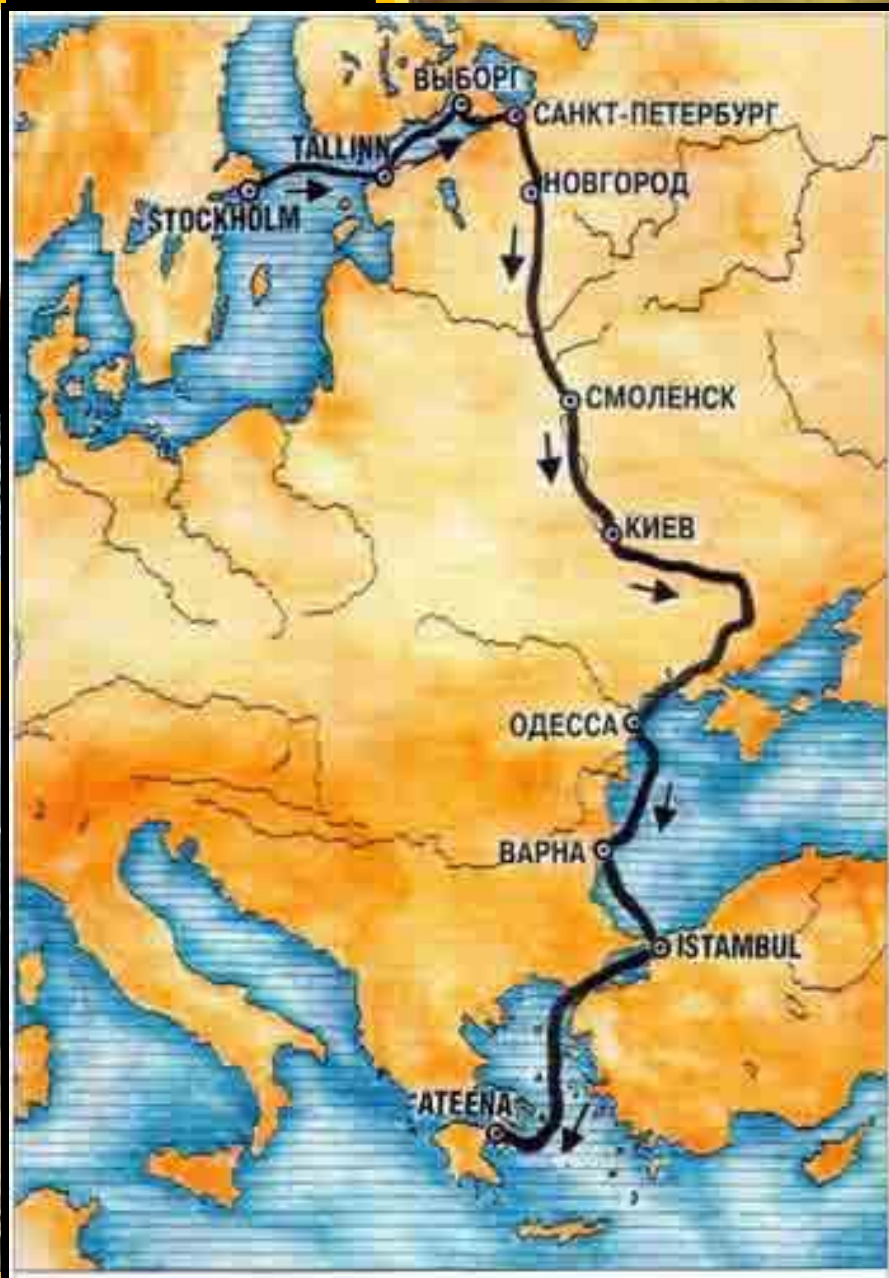 ВЫБОРГ
САНКТ-ПЕТЕРБУРГ
TALLINN
НОВГОРОД
STOCKHOLM
СМОЛЕНСК
КИЕВ
ОДЕССА
ВАРНА
ISTAMBUL
ATEENA